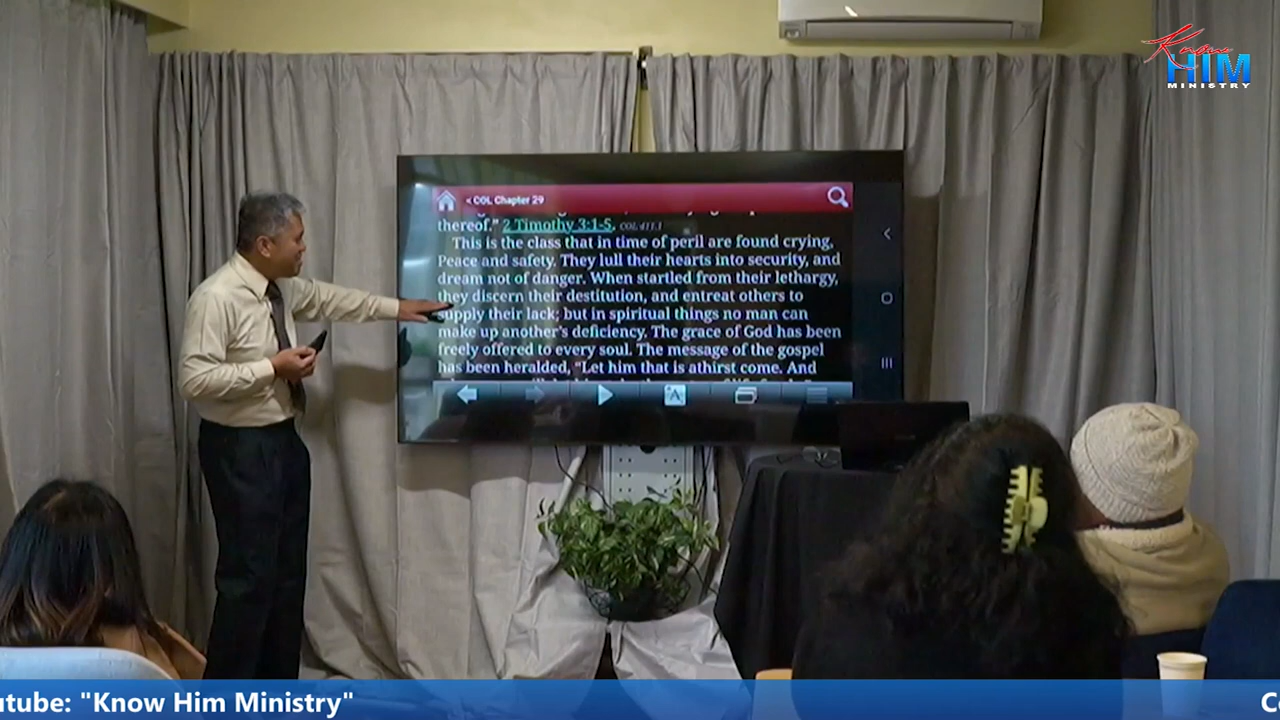 Know
HIM
MINISTRY
< COL Chapter 29
thereof." 2 Timothy 3:1-5. COL 411.1
This is the class that in time of peril are found crying,
Peace and safety. They lull their hearts into security, and
dream not of danger. When startled from their lethargy,
they discern their destitution, and entreat others to
supply their lack; but in spiritual things no man can
make up another's deficiency. The grace of God has been
freely offered to every soul. The message of the gospel
has been heralded, "Let him that is athirst come. And
A
utube: "Know Him Ministry"